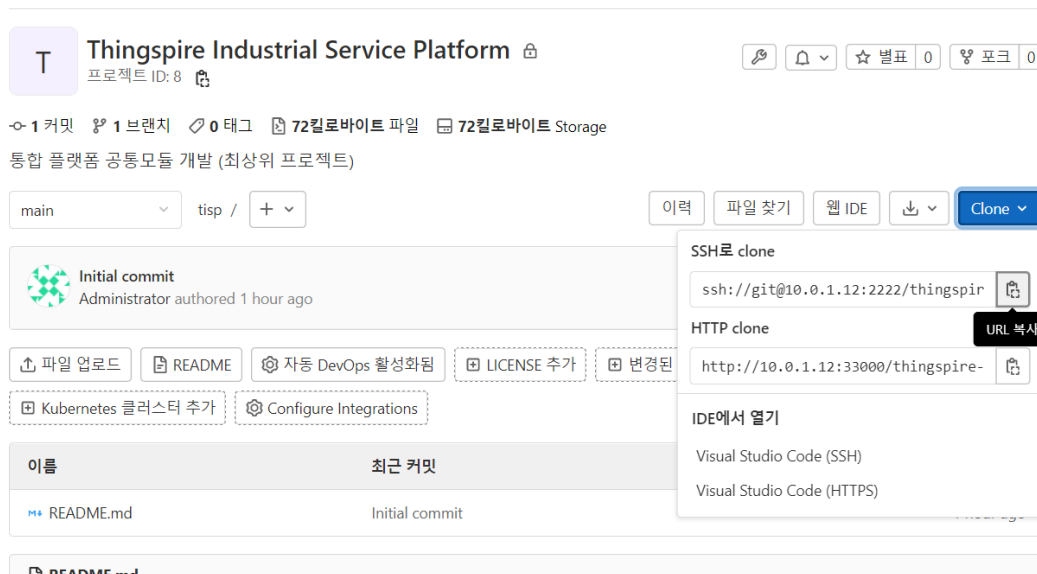 T
Thingspire Industrial Service Platform
프로젝트 ID: 8
별표 0
포크 0
1 커밋 1 브랜치 0 태그 72킬로바이트 파일 72킬로바이트 Storage
통합 플랫폼 공통모듈 개발 (최상위 프로젝트)
main tisp / +
이력 파일 찾기 웹 IDE Clone
SSH로 clone
ssh://git@10.0.1.12:2222/thingspir
URL 복사
HTTP clone
http://10.0.1.12:33000/thingspire-
IDE에서 열기
Visual Studio Code (SSH)
Visual Studio Code (HTTPS)
Initial commit
Administrator authored 1 hour ago
파일 업로드 README 자동 DevOps 활성화됨 LICENSE 추가 변경된
Kubernetes 클러스터 추가 Configure Integrations
이름 최근 커밋
README.md Initial commit
README.md